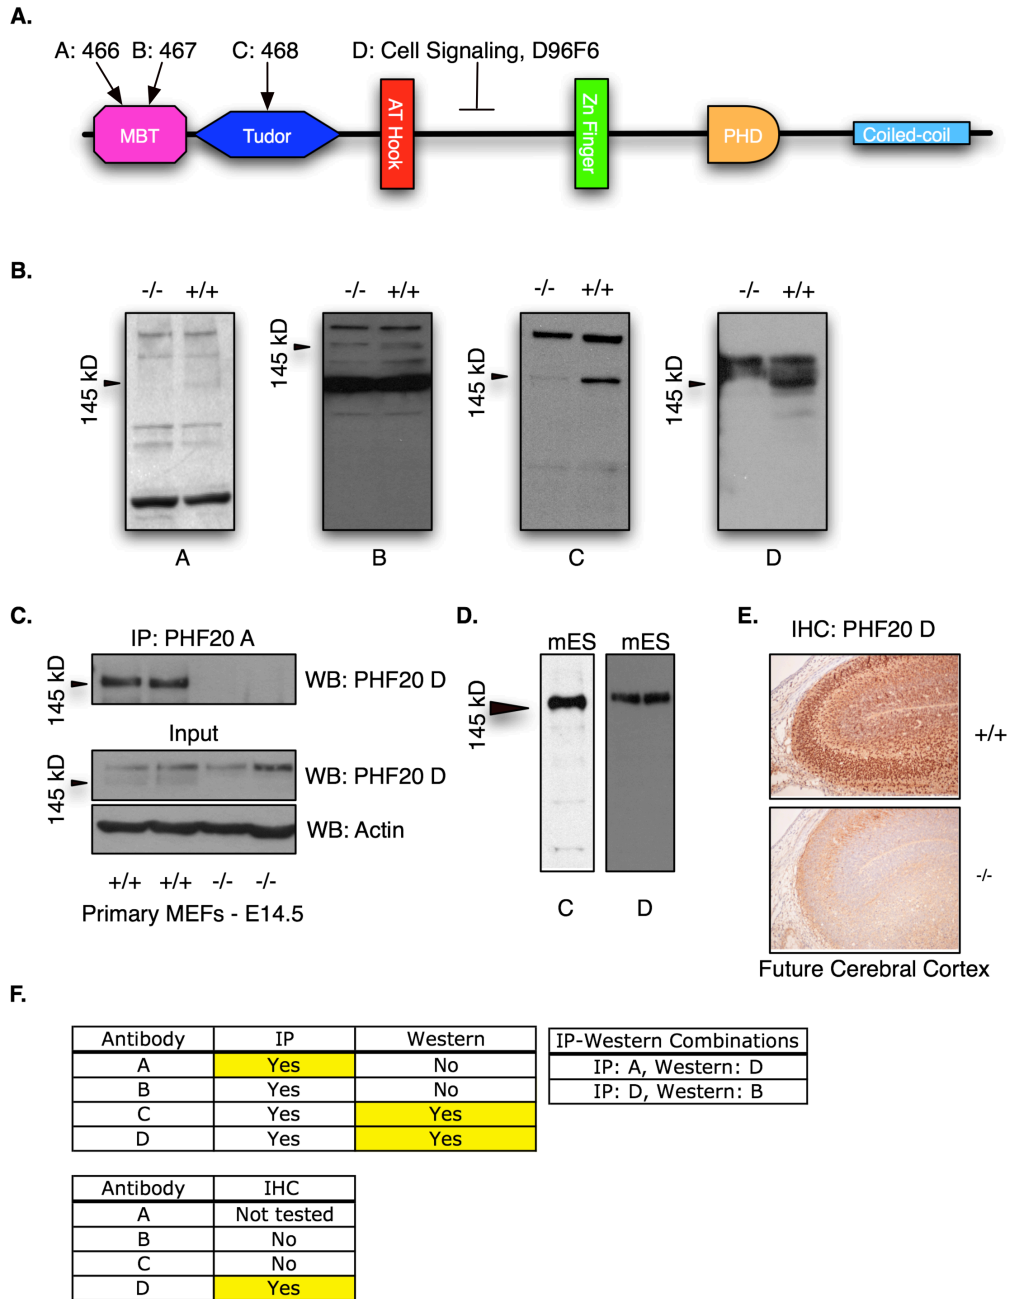 A.
A: 466 B: 467 C: 468 D: Cell Signaling, D96F6
MBT Tudor AT Hook Zn Finger PHD Coiled-coil
B.
-/- +/+ -/- +/+ -/- +/+ -/- +/+
145 kD 145 kD 145 kD 145 kD
A B C D
C.
IP: PHF20 A
145 kD WB: PHF20 D
Input
145 kD WB: PHF20 D
WB: Actin
+/+ +/+ -/- -/-
Primary MEFs - E14.5
D.
mES mES
145 kD
C D
E.
IHC: PHF20 D
+/+
-/-
Future Cerebral Cortex
F.
Antibody IP Western
A Yes No
B Yes No
C Yes Yes
D Yes Yes
IP-Western Combinations
IP: A, Western: D
IP: D, Western: B
Antibody IHC
A Not tested
B No
C No
D Yes